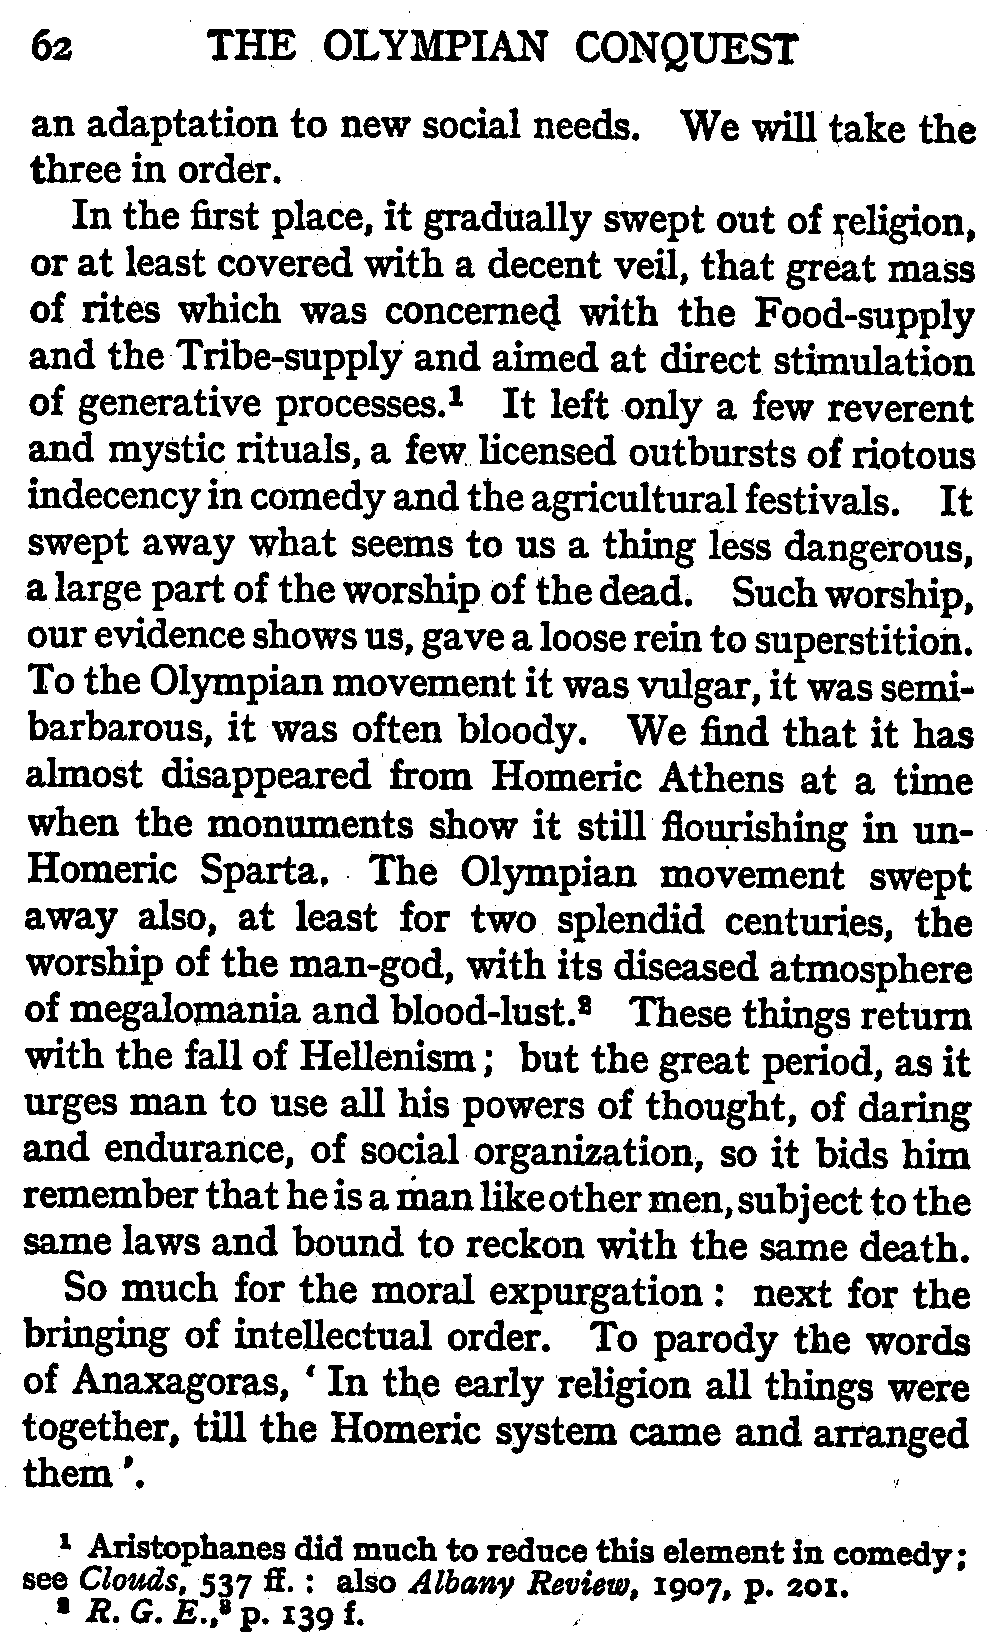 62 THE OLYMPIAN CONQUEST
an adaptation to new social needs. We will take the
three in order.
In the first place, it gradually swept out of religion,
or at least covered with a decent veil, that great mass
of rites which was concerned with the Food-supply
and the Tribe-supply and aimed at direct stimulation
of generative processes.¹ It left only a few reverent
and mystic rituals, a few licensed outbursts of riotous
indecency in comedy and the agricultural festivals. It
swept away what seems to us a thing less dangerous,
a large part of the worship of the dead. Such worship,
our evidence shows us, gave a loose rein to superstition.
To the Olympian movement it was vulgar, it was semi-
barbarous, it was often bloody. We find that it has
almost disappeared from Homeric Athens at a time
when the monuments show it still flourishing in un-
Homeric Sparta. The Olympian movement swept
away also, at least for two splendid centuries, the
worship of the man-god, with its diseased atmosphere
of megalomania and blood-lust.² These things return
with the fall of Hellenism; but the great period, as it
urges man to use all his powers of thought, of daring
and endurance, of social organization, so it bids him
remember that he is a man like other men, subject to the
same laws and bound to reckon with the same death.
So much for the moral expurgation: next for the
bringing of intellectual order. To parody the words
of Anaxagoras, ‘ In the early religion all things were
together, till the Homeric system came and arranged
them ’.
¹ Aristophanes did much to reduce this element in comedy;
see Clouds, 537 ff. : also Albany Review, 1907, p. 201.
² R. G. E.,³ p. 139 f.